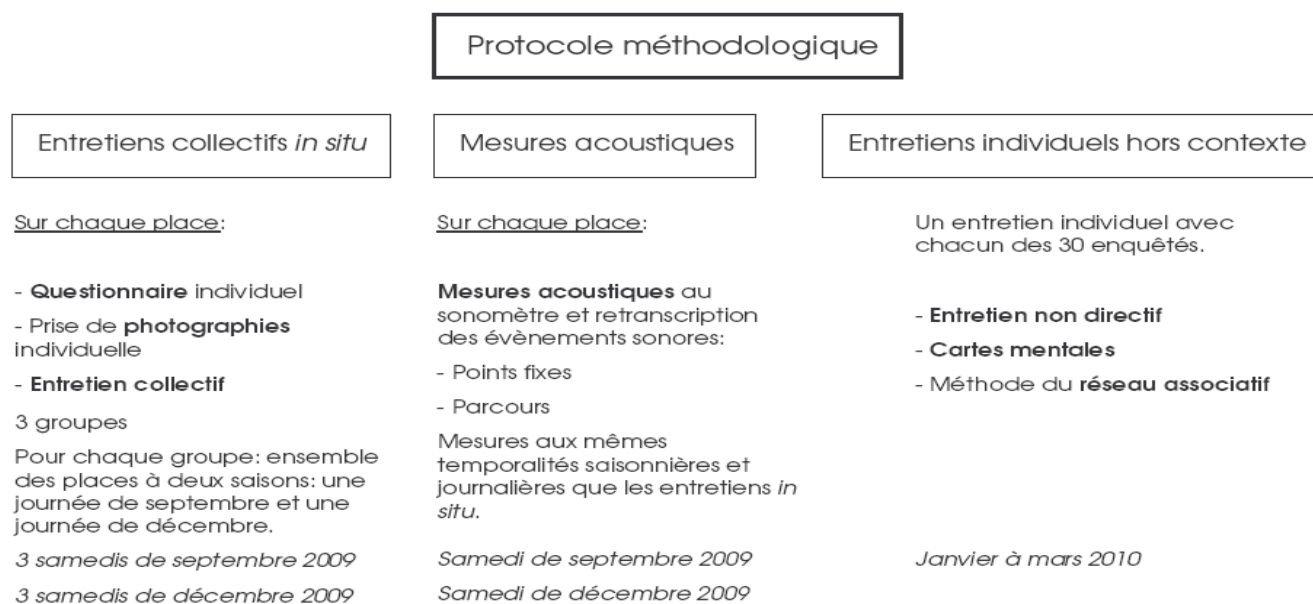 Protocole méthodologique
Entretiens collectifs in situ
Sur chaque place:
- Questionnaire individuel
- Prise de photographies
individuelle
- Entretien collectif
3 groupes
Pour chaque groupe: ensemble
des places à deux saisons: une
journée de septembre et une
journée de décembre.
3 samedis de septembre 2009
3 samedis de décembre 2009
Mesures acoustiques
Sur chaque place:
Mesures acoustiques au
sonomètre et retranscription
des évènements sonores:
- Points fixes
- Parcours
Mesures aux mêmes
temporalités saisonnières et
journalières que les entretiens in
situ.
Samedi de septembre 2009
Samedi de décembre 2009
Entretiens individuels hors contexte
Un entretien individuel avec
chacun des 30 enquêtés.
- Entretien non directif
- Cartes mentales
- Méthode du réseau associatif
Janvier à mars 2010